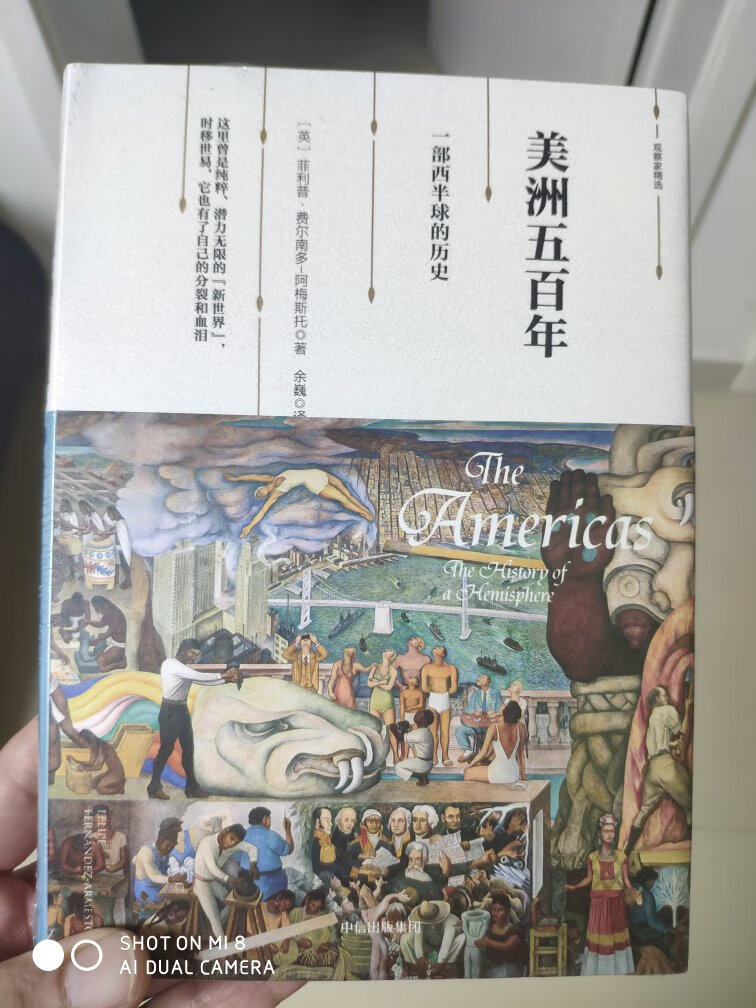 观察家精选
美洲五百年
一部西半球的历史
[英]菲利普·费尔南多-阿梅斯托◎著 余巍◎译
这里曾是纯粹、潜力无限的『新世界』，
时移世易，它也有了自己的分裂和血泪
The
Americas
The History of
a Hemisphere
FELIPE
FERNÁNDEZ-ARMESTO
中信出版集团
SHOT ON MI 8
AI DUAL CAMERA